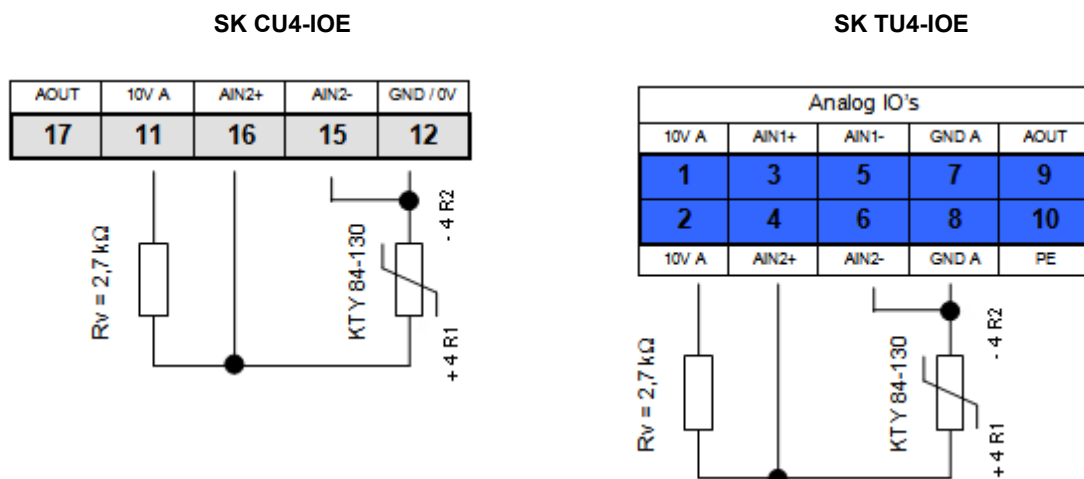 SK CU4-IOE
AOUT 10V A AIN2+ AIN2- GND / 0V
17 11 16 15 12
Rv = 2,7 kΩ
KTY 84-130
- 4 R2
+ 4 R1
SK TU4-IOE
Analog IO's
10V A AIN1+ AIN1- GND A AOUT
1 3 5 7 9
2 4 6 8 10
10V A AIN2+ AIN2- GND A PE
Rv = 2,7 kΩ
KTY 84-130
- 4 R2
+ 4 R1